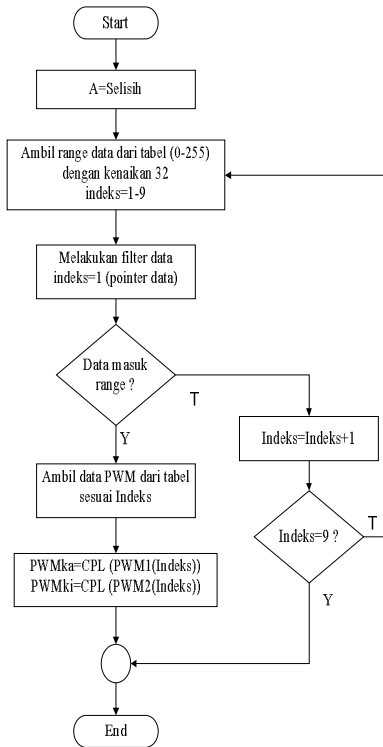 Start
A=Selisih
Ambil range data dari tabel (0-255)
dengan kenaikan 32
indeks=1-9
Melakukan filter data
indeks=1 (pointer data)
Data masuk
range ?
T
Y
Indeks=Indeks+1
Ambil data PWM dari tabel
sesuai Indeks
Indeks=9 ?
T
Y
PWMka=CPL (PWM1(Indeks))
PWMki=CPL (PWM2(Indeks))
End